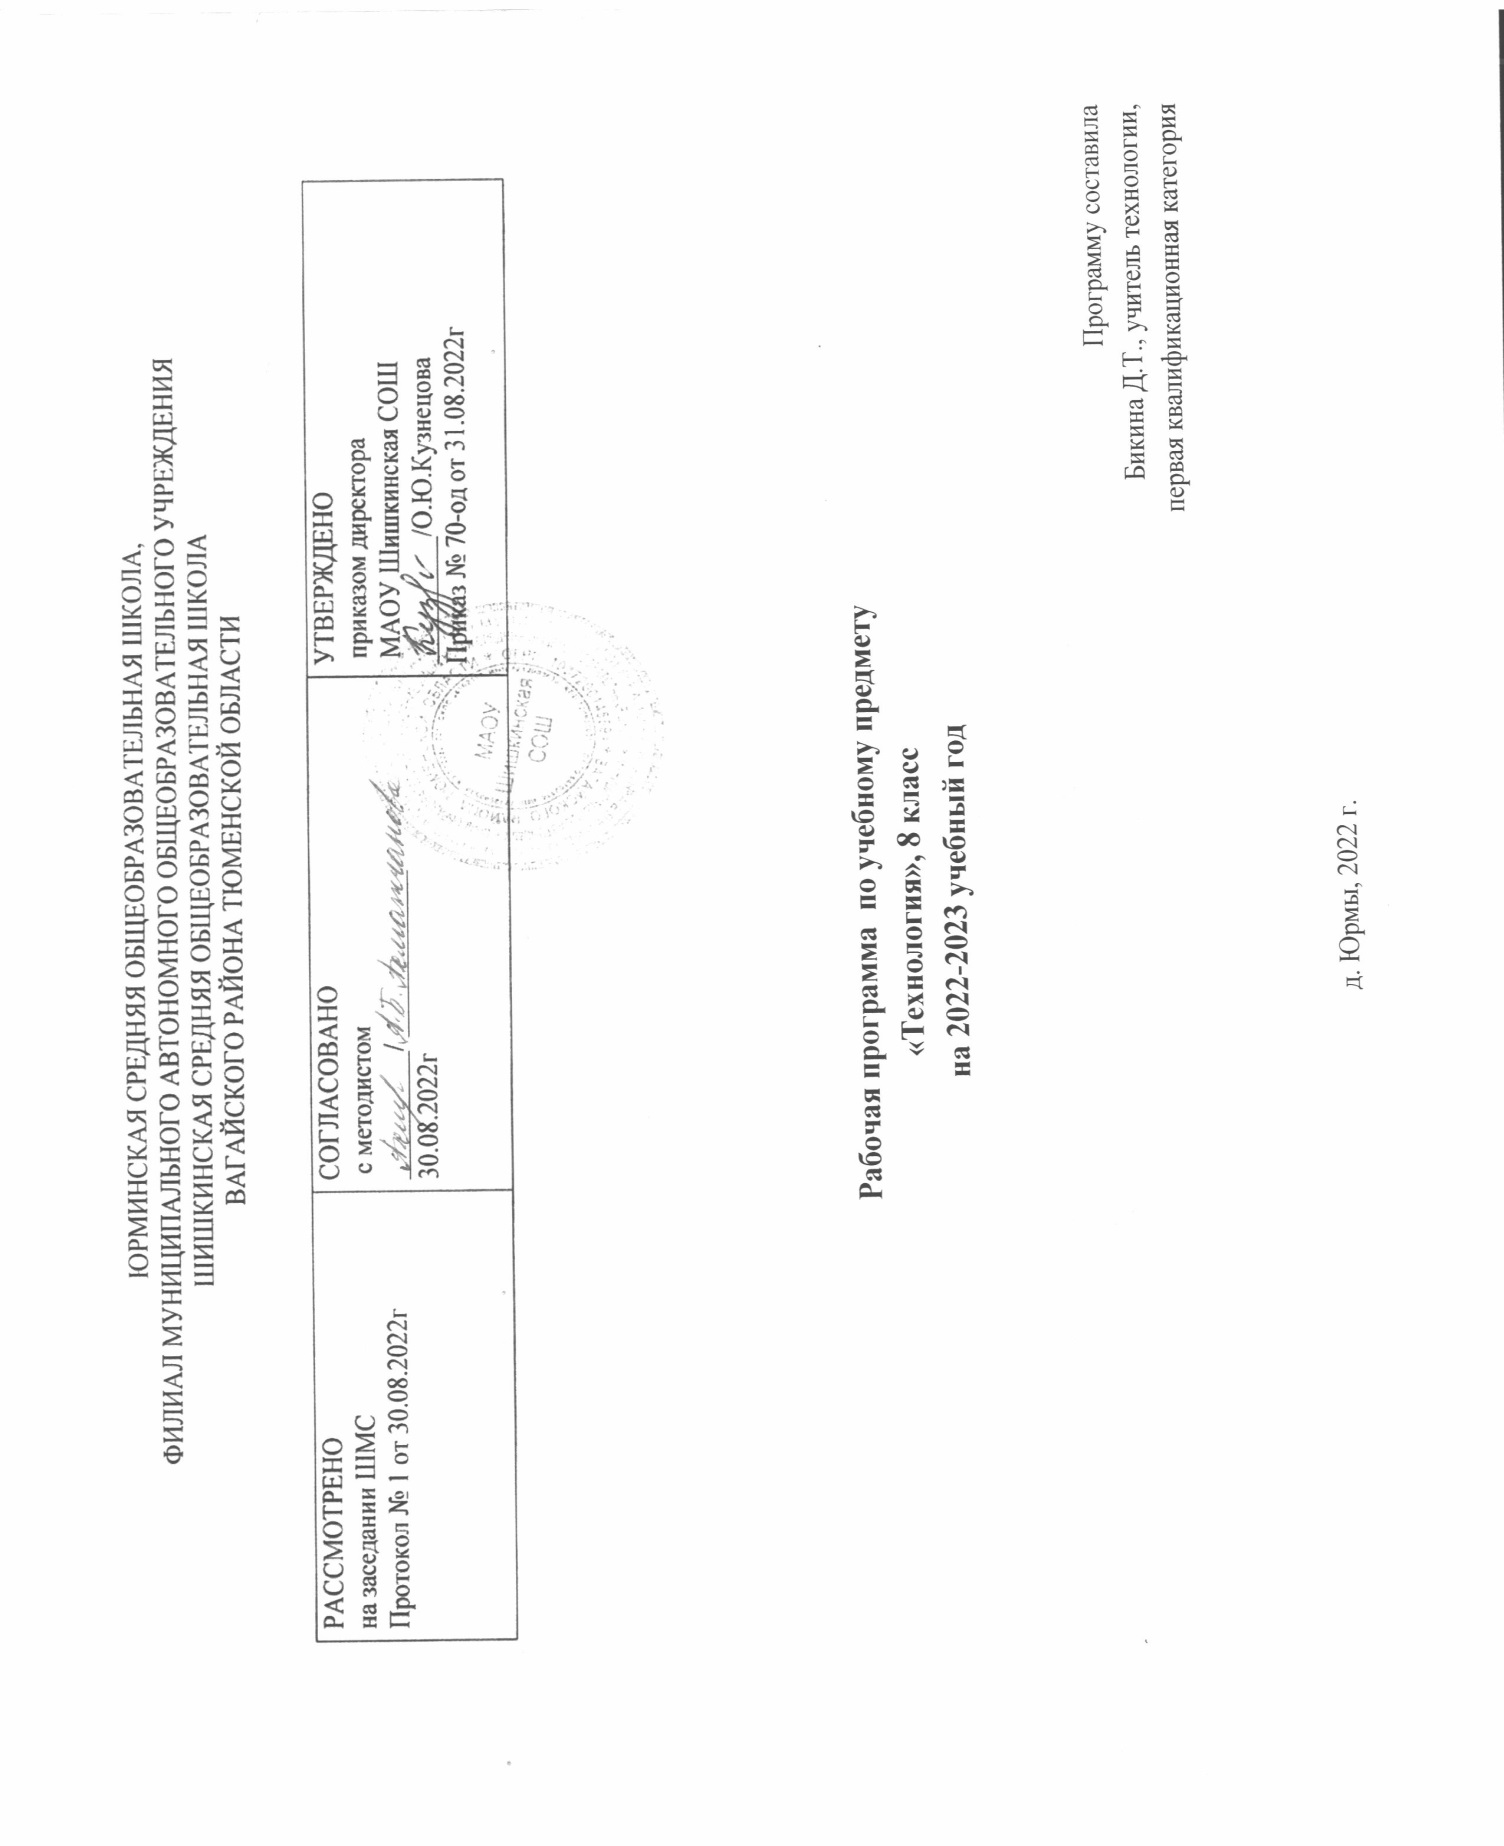 ЮРМИНСКАЯ СРЕДНЯЯ ОБЩЕОБРАЗОВАТЕЛЬНАЯ ШКОЛА,
ФИЛИАЛ МУНИЦИПАЛЬНОГО АВТОНОМНОГО ОБЩЕОБРАЗОВАТЕЛЬНОГО УЧРЕЖДЕНИЯ
ШИШКИНСКАЯ СРЕДНЯЯ ОБЩЕОБРАЗОВАТЕЛЬНАЯ ШКОЛА
ВАГАЙСКОГО РАЙОНА ТЮМЕНСКОЙ ОБЛАСТИ
РАССМОТРЕНО
на заседании ШМС
Протокол № 1 от 30.08.2022г
СОГЛАСОВАНО
с методистом
30.08.2022г
УТВЕРЖДЕНО
приказом директора
МАОУ Шишкинская СОШ
/О.Ю.Кузнецова
Приказ № 70-од от 31.08.2022г
МАОУ
Шишкинская
СОШ
Рабочая программа по учебному предмету
«Технология», 8 класс
на 2022-2023 учебный год
Программу составила
Бикина Д.Т., учитель технологии,
первая квалификационная категория
д. Юрмы, 2022 г.